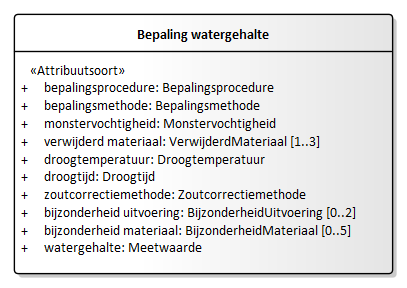 Bepaling watergehalte
«Attribuutsoort»
+ bepalingsprocedure: Bepalingsprocedure
+ bepalingsmethode: Bepalingsmethode
+ monstervochtigheid: Monstervochtigheid
+ verwijderd materiaal: VerwijderdMateriaal [1..3]
+ droogtemperatuur: Droogtemperatuur
+ droogtijd: Droogtijd
+ zoutcorrectiemethode: Zoutcorrectiemethode
+ bijzonderheid uitvoering: BijzonderheidUitvoering [0..2]
+ bijzonderheid materiaal: BijzonderheidMateriaal [0..5]
+ watergehalte: Meetwaarde